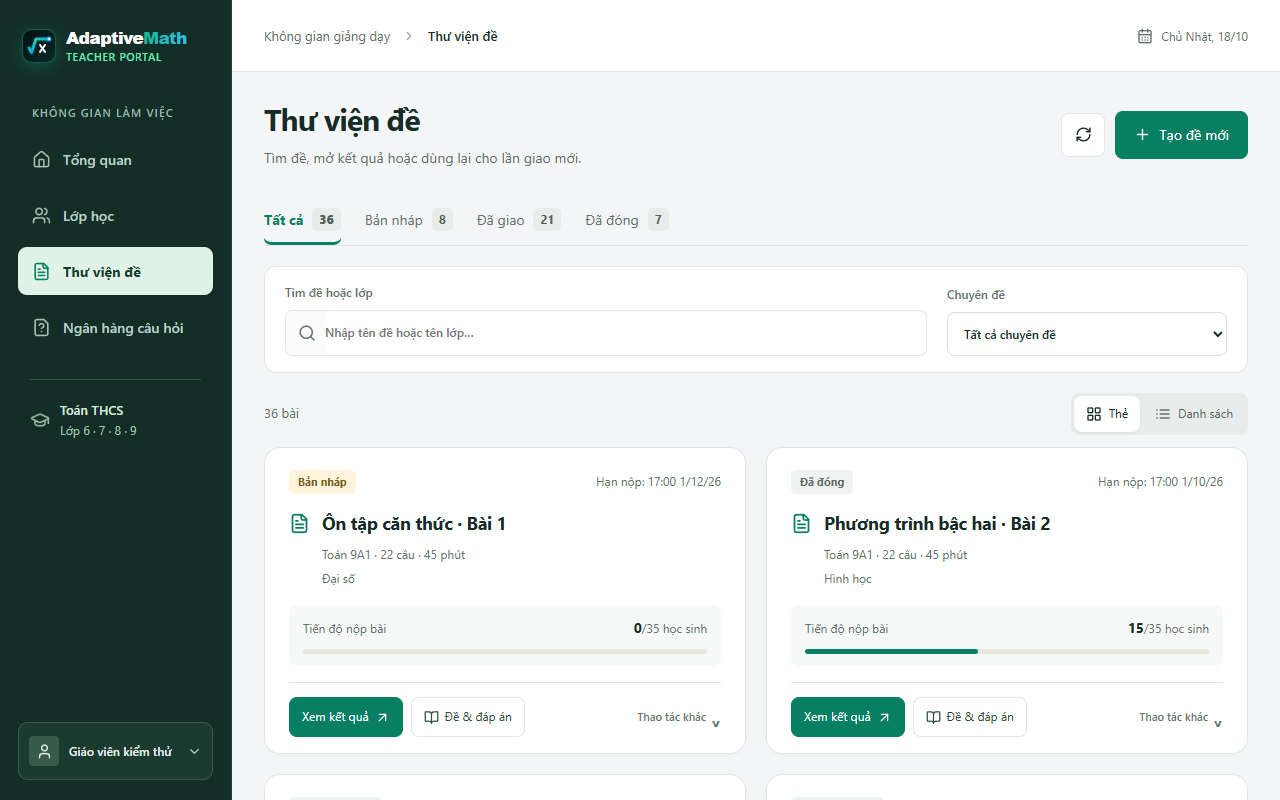 √x
AdaptiveMath
TEACHER PORTAL
KHÔNG GIAN LÀM VIỆC
Tổng quan
Lớp học
Thư viện đề
Ngân hàng câu hỏi
Toán THCS
Lớp 6 · 7 · 8 · 9
Giáo viên kiểm thử
Không gian giảng dạy > Thư viện đề
Chủ Nhật, 18/10
Thư viện đề
Tìm đề, mở kết quả hoặc dùng lại cho lần giao mới.
Tạo đề mới
Tất cả 36 Bản nháp 8 Đã giao 21 Đã đóng 7
Tìm đề hoặc lớp
Nhập tên đề hoặc tên lớp...
Chuyên đề
Tất cả chuyên đề
36 bài
Thẻ Danh sách
Bản nháp Hạn nộp: 17:00 1/12/26
Ôn tập căn thức · Bài 1
Toán 9A1 · 22 câu · 45 phút
Đại số
Tiến độ nộp bài 0/35 học sinh
Xem kết quả Đề & đáp án Thao tác khác
Đã đóng Hạn nộp: 17:00 1/10/26
Phương trình bậc hai · Bài 2
Toán 9A1 · 22 câu · 45 phút
Hình học
Tiến độ nộp bài 15/35 học sinh
Xem kết quả Đề & đáp án Thao tác khác